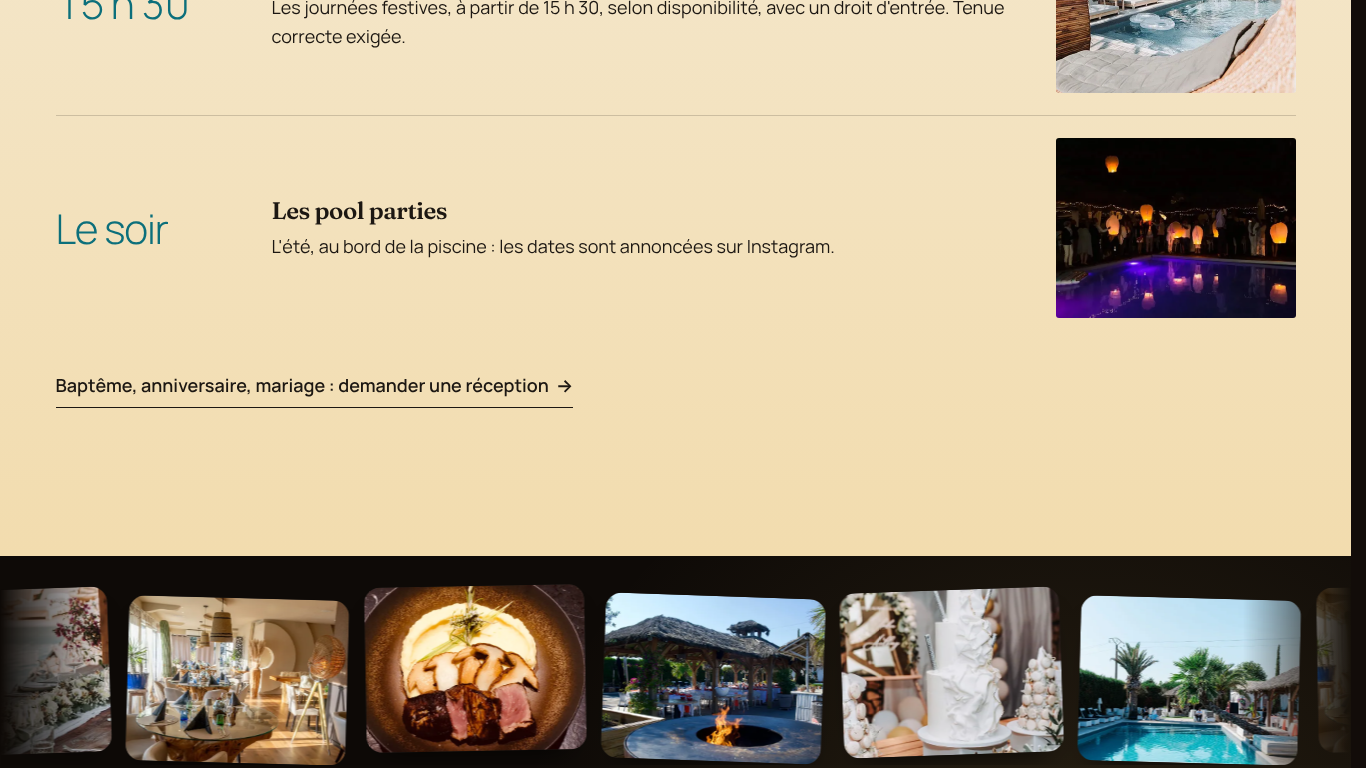 15 h 30
Les journées festives, à partir de 15 h 30, selon disponibilité, avec un droit d'entrée. Tenue
correcte exigée.
Les pool parties
Le soir
L'été, au bord de la piscine : les dates sont annoncées sur Instagram.
Baptême, anniversaire, mariage : demander une réception →